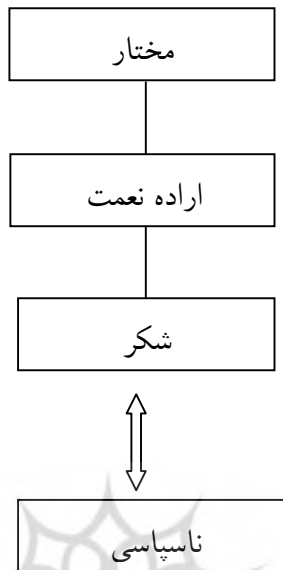 مختار
اراده نعمت
شکر
ناسپاسی